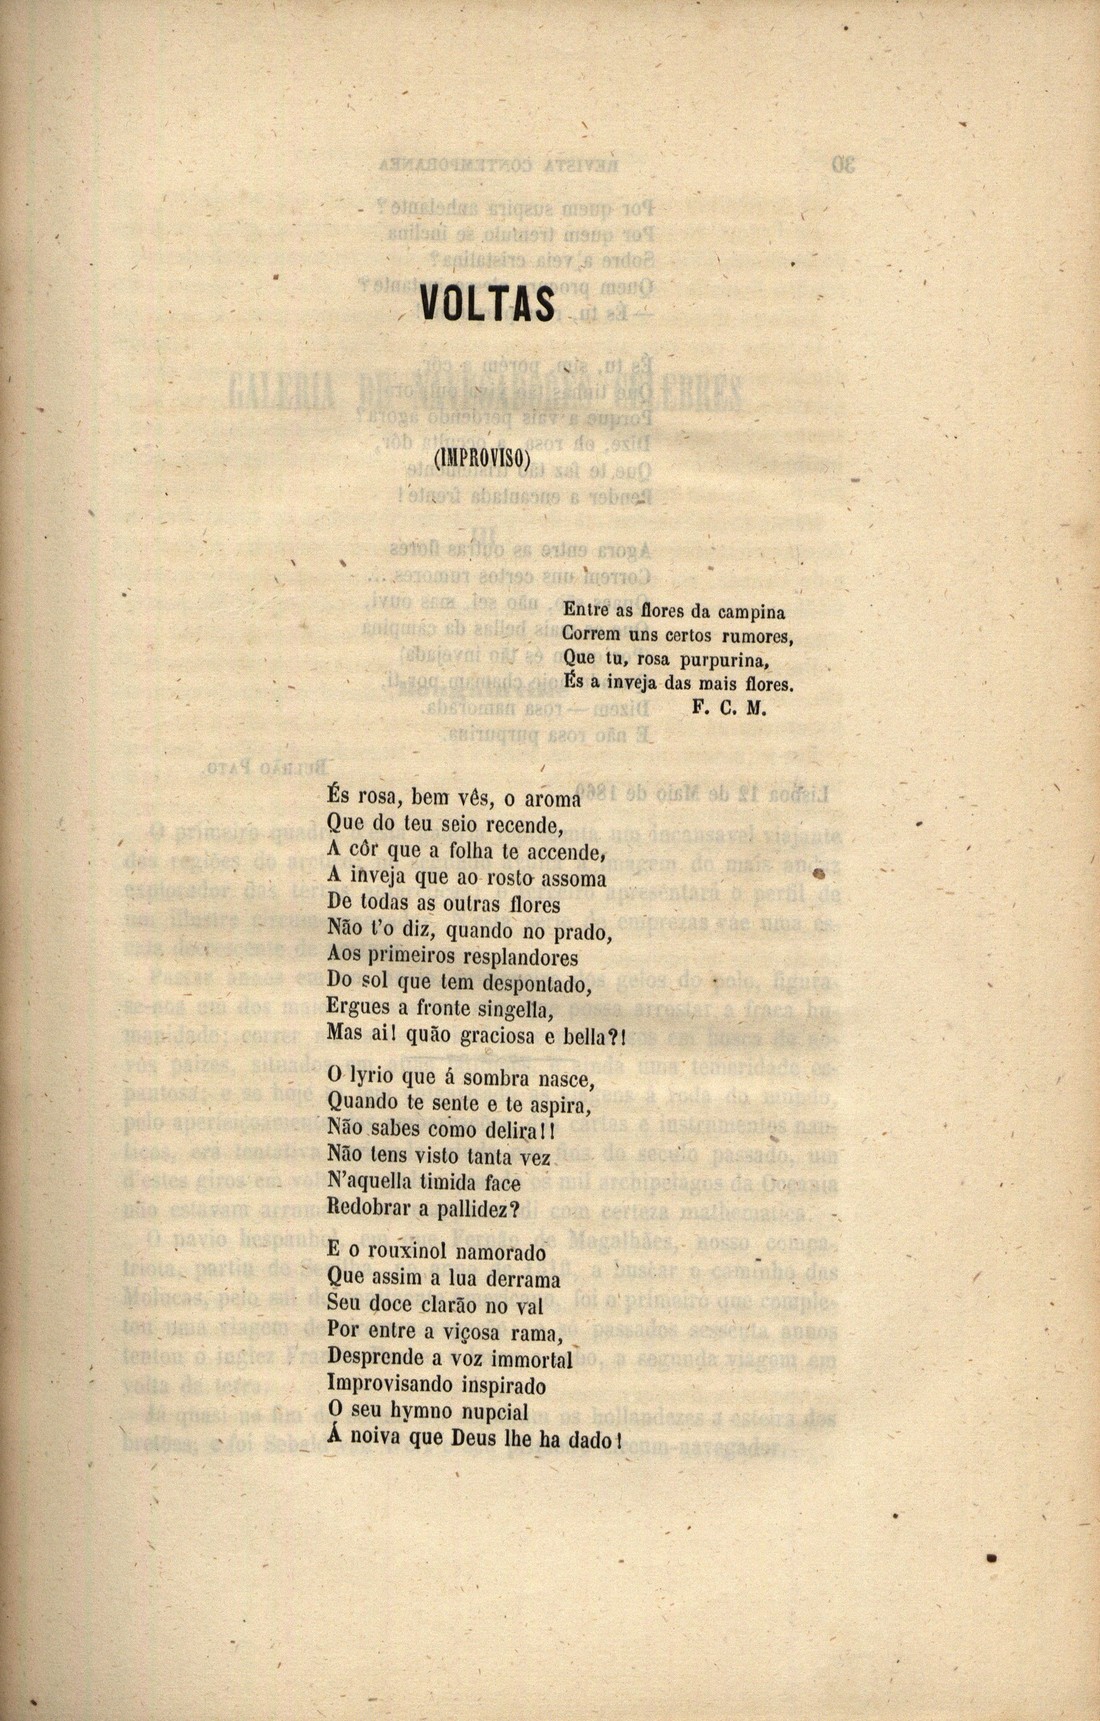 VOLTAS
(IMPROVISO)
Entre as flores da campina
Correm uns certos rumores,
Que tu, rosa purpurina,
És a inveja das mais flores.
F. C. M.
És rosa, bem vês, o aroma
Que do teu seio recende,
A côr que a folha te accende,
A inveja que ao rosto assoma
De todas as outras flores
Não t'o diz, quando no prado,
Aos primeiros resplandores
Do sol que tem despontado,
Ergues a fronte singella,
Mas ai! quão graciosa e bella?!
O lyrio que á sombra nasce,
Quando te sente e te aspira,
Não sabes como delira!!
Não tens visto tanta vez
N'aquella timida face
Redobrar a pallidez?
E o rouxinol namorado
Que assim a lua derrama
Seu doce clarão no val
Por entre a viçosa rama,
Desprende a voz immortal
Improvisando inspirado
O seu hymno nupcial
Á noiva que Deus lhe ha dado!